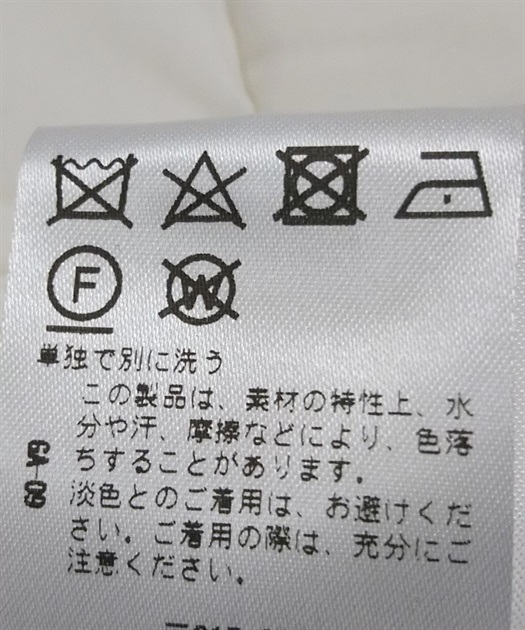 F
W
単独で別に洗う
この製品は、素材の特性上、水
分や汗、摩擦などにより、色落
ちすることがあります。
淡色とのご着用は、お避けくだ
さい。ご着用の際は、充分にご
注意ください。